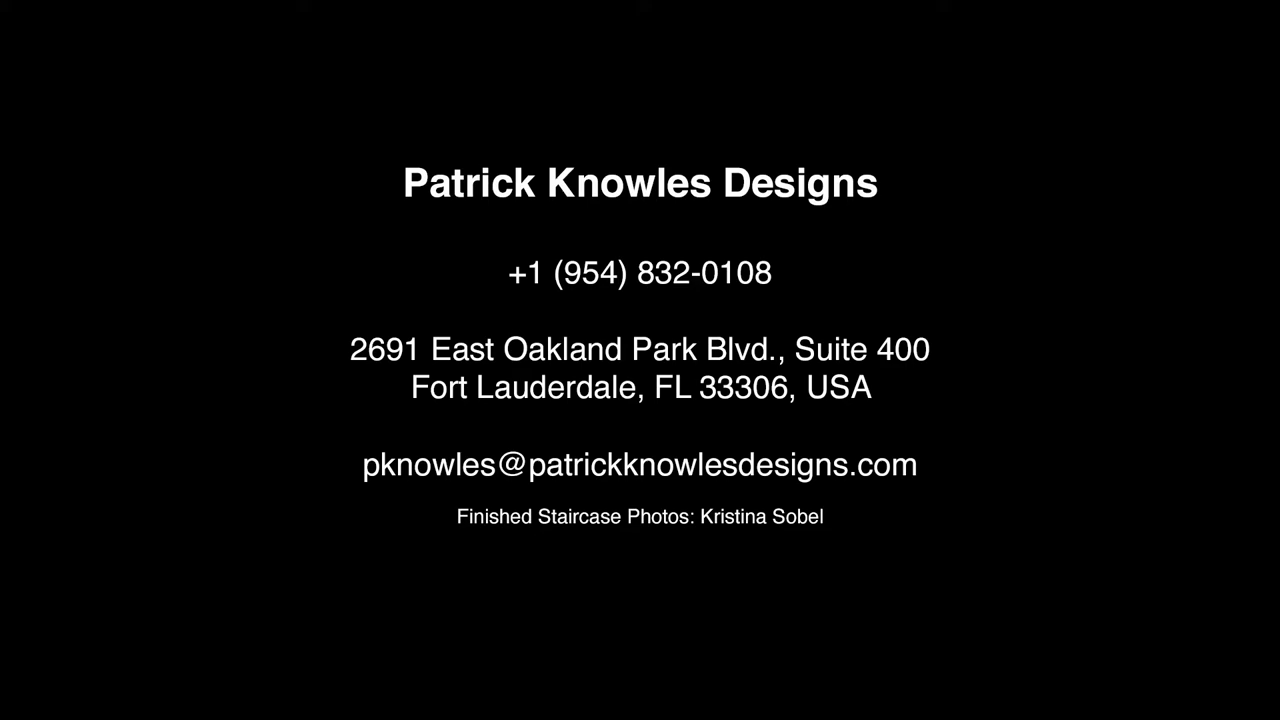 Patrick Knowles Designs
+1 (954) 832-0108
2691 East Oakland Park Blvd., Suite 400
Fort Lauderdale, FL 33306, USA
pknowles@patrickknowlesdesigns.com
Finished Staircase Photos: Kristina Sobel